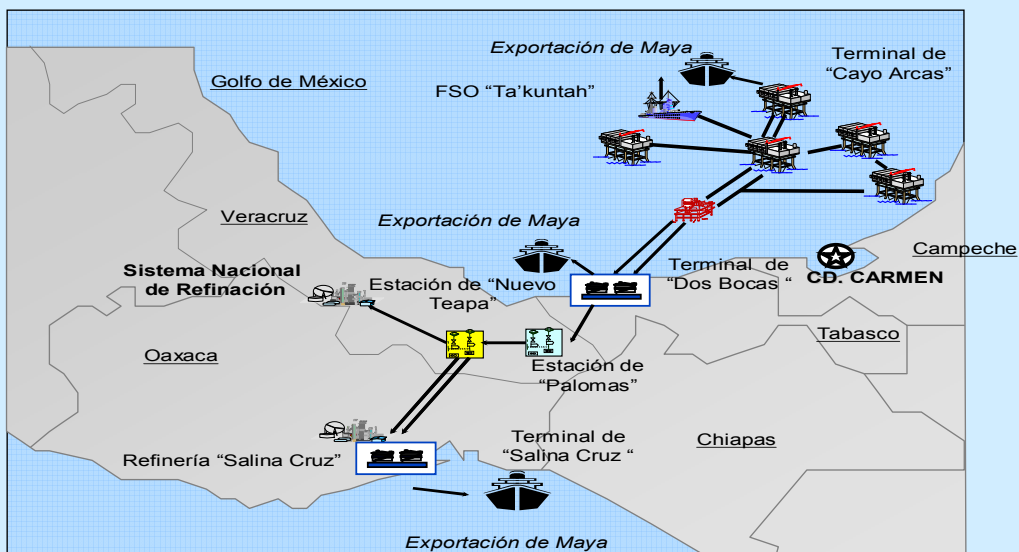 Exportación de Maya
Terminal de
“Cayo Arcas”
Golfo de México
FSO “Ta’kuntah”
Veracruz
Exportación de Maya
Campeche
Sistema Nacional
de Refinación
Estación de “Nuevo
Teapa”
Terminal de
“Dos Bocas “
CD. CARMEN
Tabasco
Oaxaca
Estación de
“Palomas”
Terminal de
“Salina Cruz “
Chiapas
Refinería “Salina Cruz”
Exportación de Maya